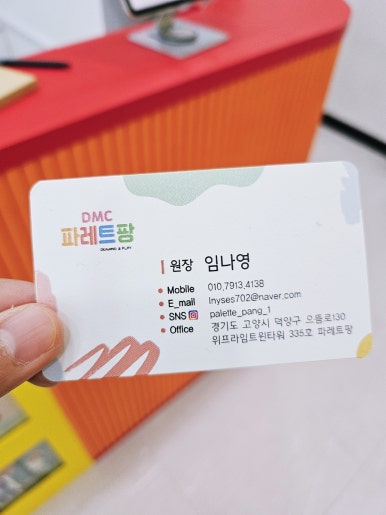 DMC
파레트팡
DRAWING & PLAY
원장 임나영
Mobile 010.7913.4138
E_mail lnyses702@naver.com
SNS palette_pang_1
Office 경기도 고양시 덕양구 으뜸로130
위프라임트윈타워 335호 파레트팡